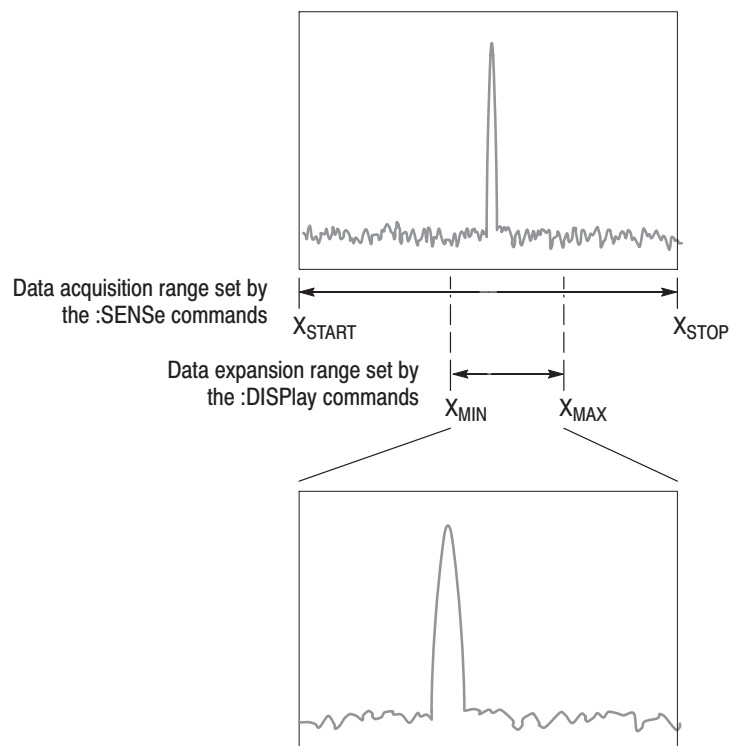 Data acquisition range set by
the :SENSe commands
XSTART
XSTOP
Data expansion range set by
the :DISPlay commands
XMIN
XMAX